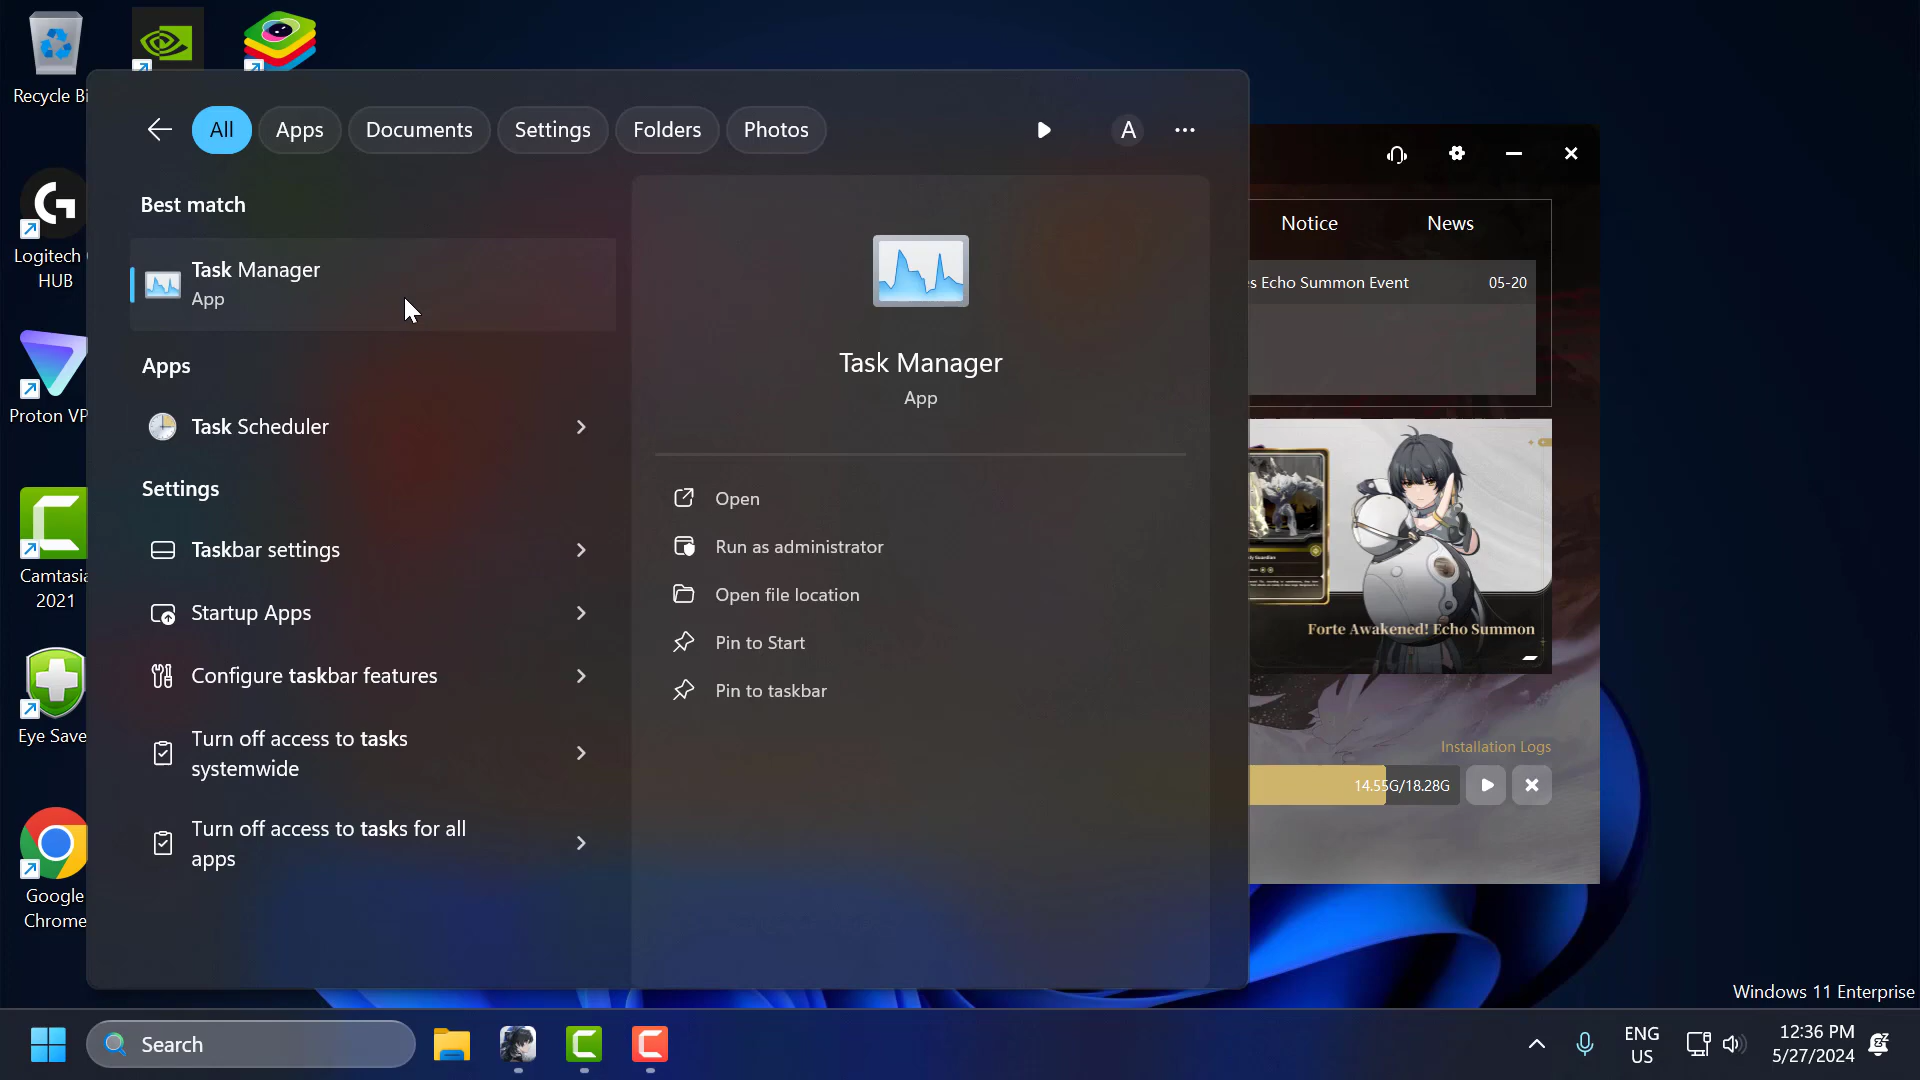 Recycle Bi
Logitech
HUB
Proton VP
Camtasia
2021
Eye Save
Google
Chrome
All
Apps
Documents
Settings
Folders
Photos
A
Best match
Task Manager
App
Apps
Task Scheduler
Settings
Taskbar settings
Startup Apps
Configure taskbar features
Turn off access to tasks
systemwide
Turn off access to tasks for all
apps
Task Manager
App
Open
Run as administrator
Open file location
Pin to Start
Pin to taskbar
Notice
News
s Echo Summon Event
05-20
Forte Awakened! Echo Summon
Installation Logs
14.55G/18.28G
Windows 11 Enterprise
Search
ENG
US
12:36 PM
5/27/2024